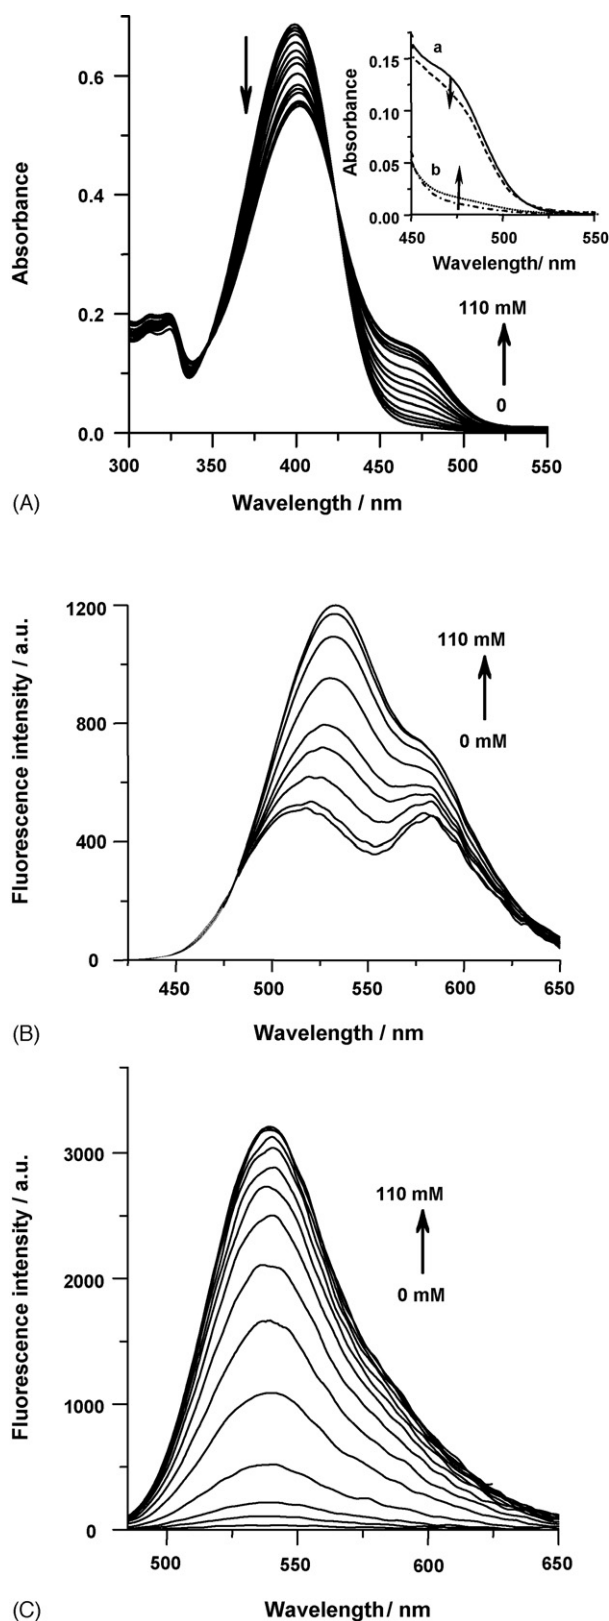 Absorbance
0.6
0.4
0.2
0.0
300 350 400 450 500 550
Wavelength / nm
110 mM
0
Absorbance
0.15
0.10
0.05
0.00
a
b
450 500 550
Wavelength/ nm
(A)
Fluorescence intensity / a.u.
1200
800
400
0
110 mM
0 mM
450 500 550 600 650
Wavelength / nm
(B)
Fluorescence intensity / a.u.
3000
2000
1000
0
110 mM
0 mM
500 550 600 650
Wavelength/ nm
(C)